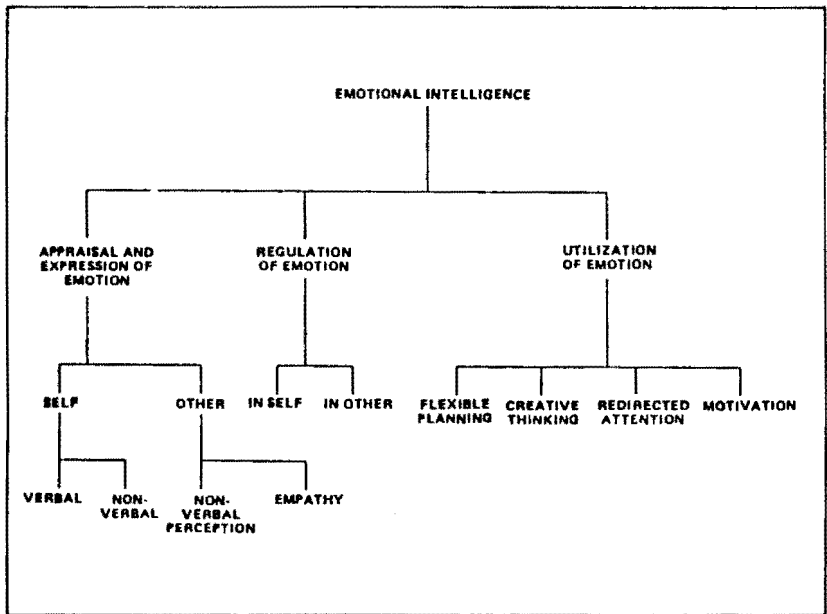 EMOTIONAL INTELLIGENCE
APPRAISAL AND
EXPRESSION OF
EMOTION
REGULATION
OF EMOTION
UTILIZATION
OF EMOTION
SELF
OTHER
IN SELF
IN OTHER
FLEXIBLE
PLANNING
CREATIVE
THINKING
REDIRECTED
ATTENTION
MOTIVATION
VERBAL
NON-
VERBAL
NON-
VERBAL
PERCEPTION
EMPATHY